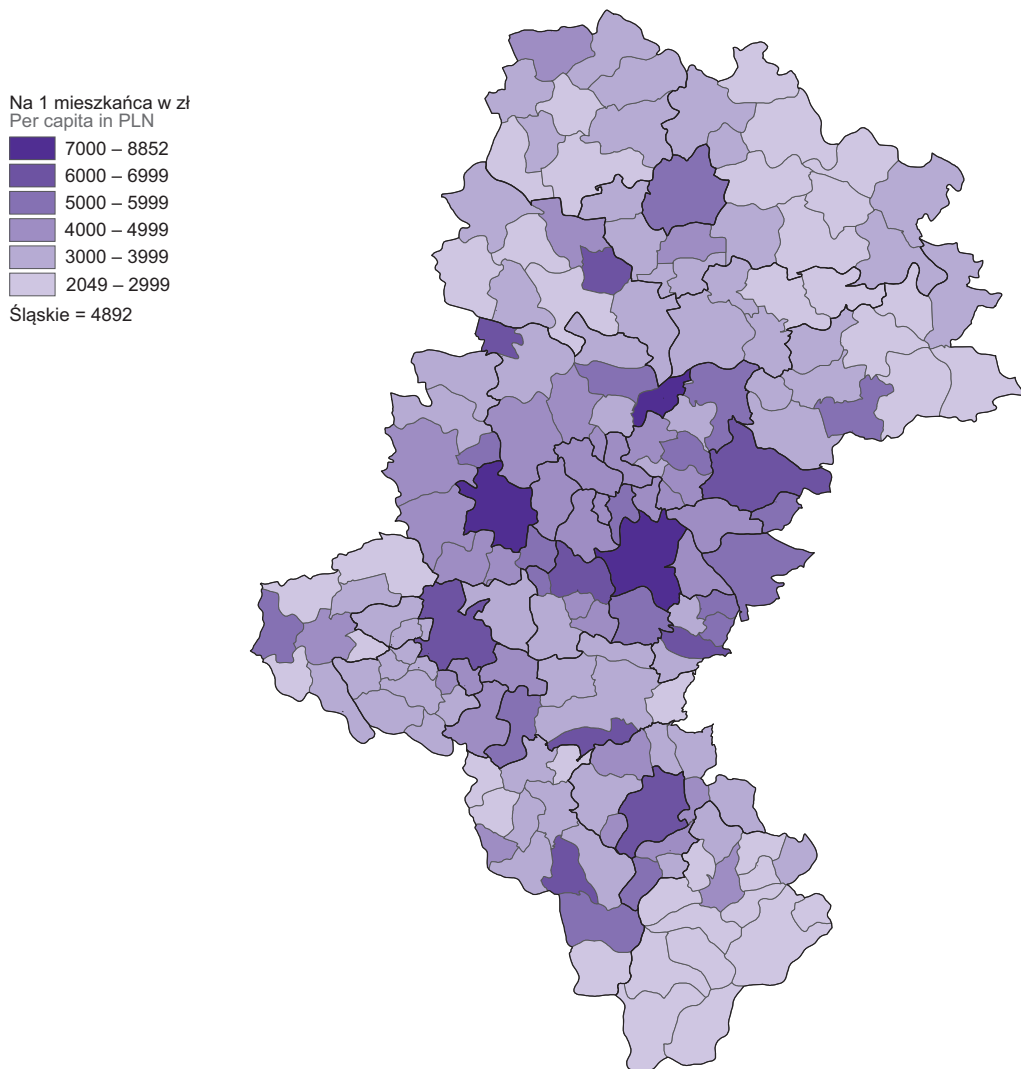 Na 1 mieszkańca w zł
Per capita in PLN
7000 – 8852
6000 – 6999
5000 – 5999
4000 – 4999
3000 – 3999
2049 – 2999
Śląskie = 4892